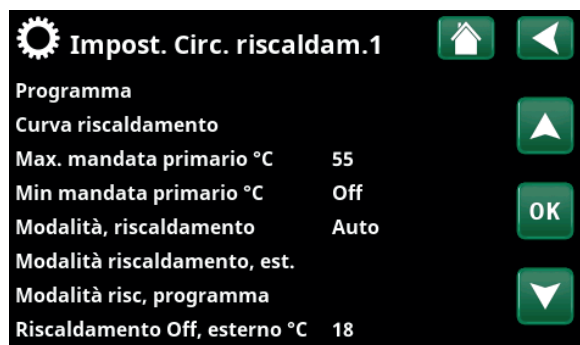 Impost. Circ. riscaldam.1
Programma
Curva riscaldamento
Max. mandata primario °C 55
Min mandata primario °C Off
Modalità, riscaldamento Auto
OK
Modalità riscaldamento, est.
Modalità risc, programma
Riscaldamento Off, esterno °C 18